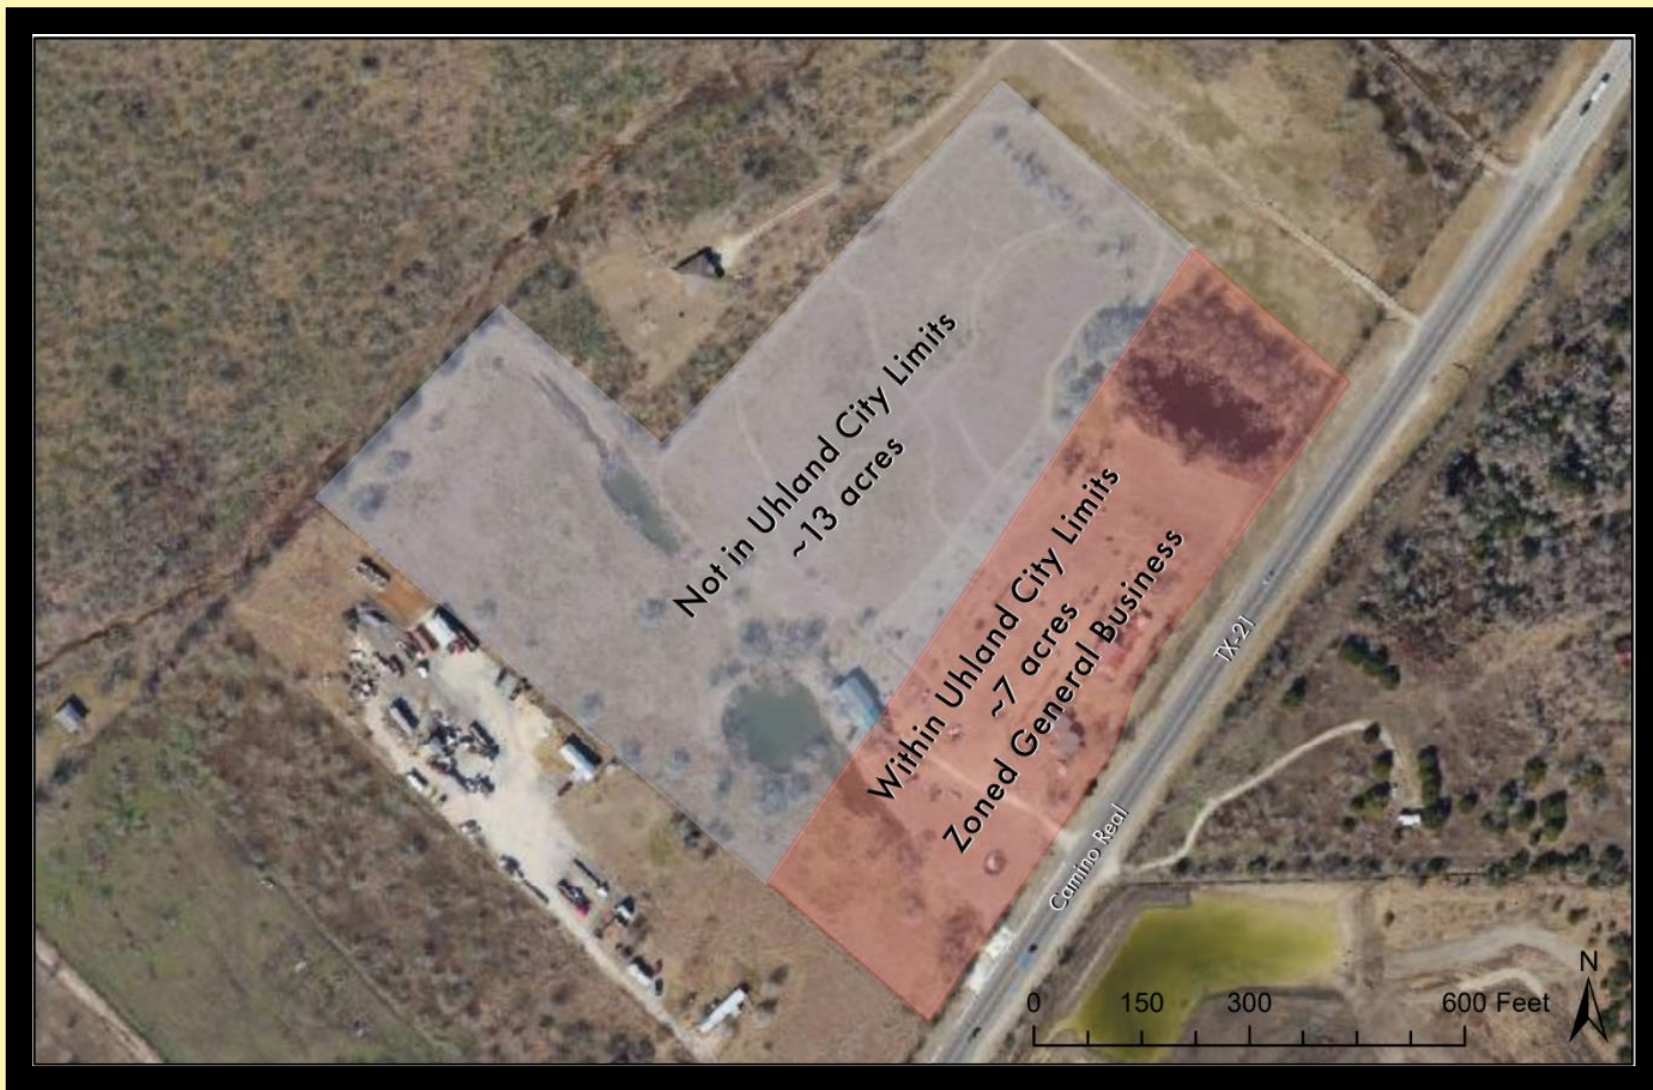 Not in Uhland City Limits
~13 acres
Within Uhland City Limits
~7 acres
Zoned General Business
TX-21
Camino Real
N
0 150 300 600 Feet